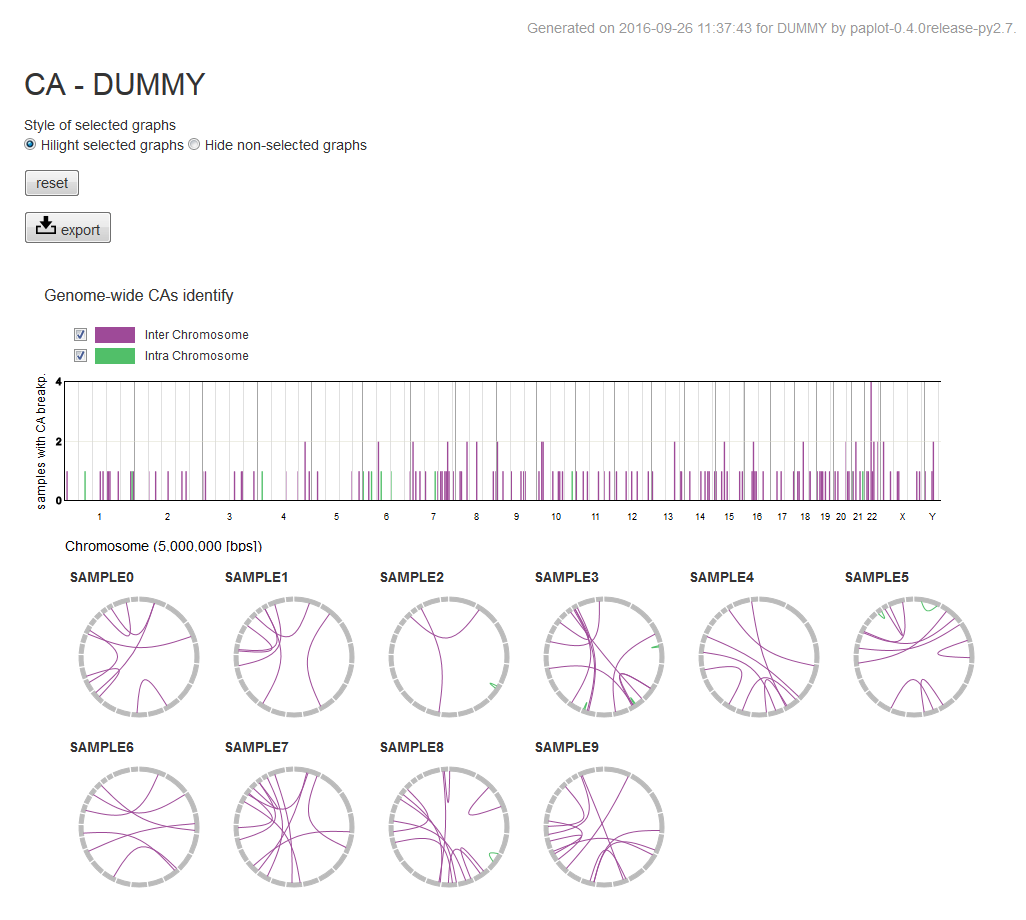 Generated on 2016-09-26 11:37:43 for DUMMY by paplot-0.4.0release-py2.7.
CA - DUMMY
Style of selected graphs
Hilight selected graphs Hide non-selected graphs
reset
export
Genome-wide CAs identify
Inter Chromosome
Intra Chromosome
samples with CA breakp.
4
2
0
1 2 3 4 5 6 7 8 9 10 11 12 13 14 15 16 17 18 19 20 21 22 X Y
Chromosome (5,000,000 [bps])
SAMPLE0 SAMPLE1 SAMPLE2 SAMPLE3 SAMPLE4 SAMPLE5
SAMPLE6 SAMPLE7 SAMPLE8 SAMPLE9